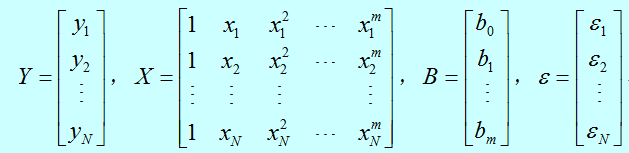 Y = [y_1; y_2; ⋮; y_N], X = [1 x_1 x_1^2 ⋯ x_1^m; 1 x_2 x_2^2 ⋯ x_2^m; ⋮ ⋮ ⋮ ⋮; 1 x_N x_N^2 ⋯ x_N^m], B = [b_0; b_1; ⋮; b_m], ε = [ε_1; ε_2; ⋮; ε_N]